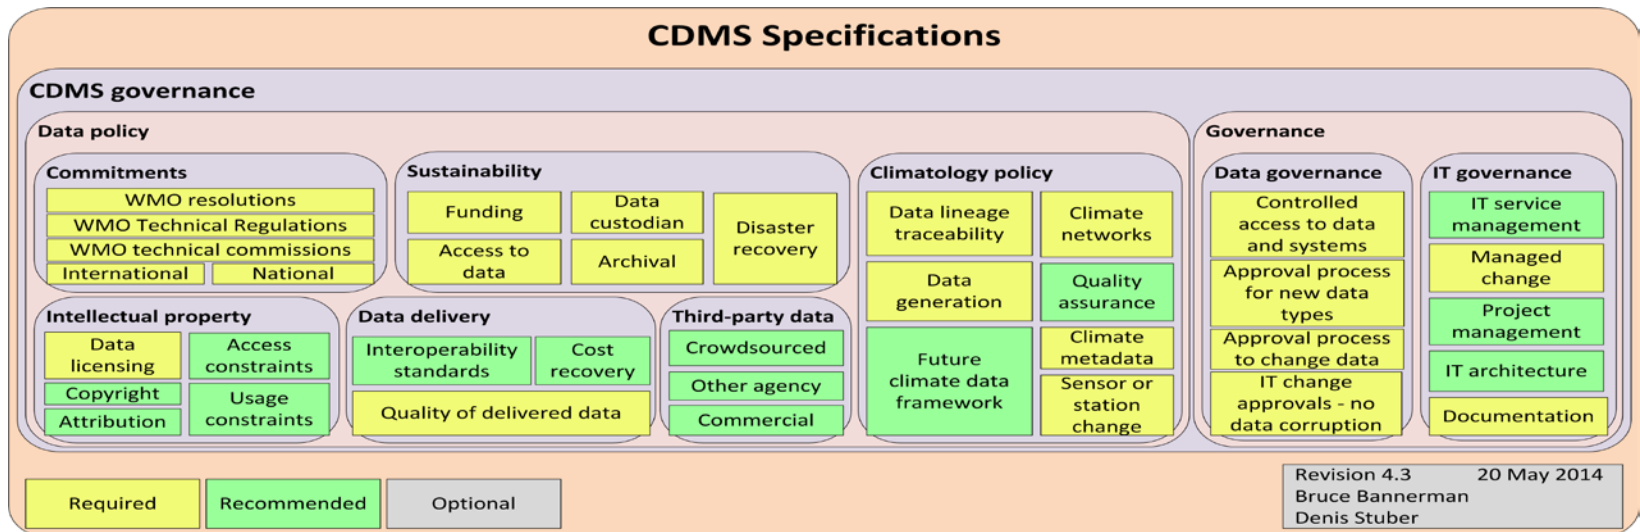 CDMS Specifications
CDMS governance
Data policy
Commitments
WMO resolutions
WMO Technical Regulations
WMO technical commissions
International
National
Sustainability
Funding
Data
custodian
Disaster
recovery
Access to
data
Archival
Intellectual property
Data
licensing
Access
constraints
Copyright
Usage
constraints
Attribution
Data delivery
Interoperability
standards
Cost
recovery
Quality of delivered data
Third-party data
Crowdsourced
Other agency
Commercial
Climatology policy
Data lineage
traceability
Climate
networks
Data
generation
Quality
assurance
Future
climate data
framework
Climate
metadata
Sensor or
station
change
Governance
Data governance
Controlled
access to data
and systems
Approval process
for new data
types
Approval process
to change data
IT change
approvals - no
data corruption
IT governance
IT service
management
Managed
change
Project
management
IT architecture
Documentation
Required
Recommended
Optional
Revision 4.3 20 May 2014
Bruce Bannerman
Denis Stuber